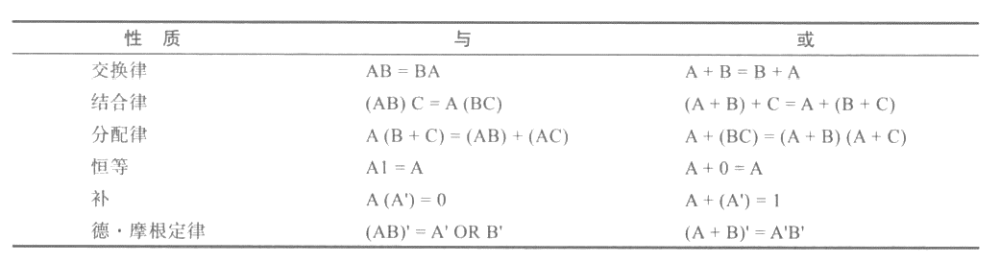 性 质 与 或
交换律 AB = BA A + B = B + A
结合律 (AB) C = A (BC) (A + B) + C = A + (B + C)
分配律 A (B + C) = (AB) + (AC) A + (BC) = (A + B) (A + C)
恒等 A1 = A A + 0 = A
补 A (A') = 0 A + (A') = 1
德·摩根定律 (AB)' = A' OR B' (A + B)' = A'B'